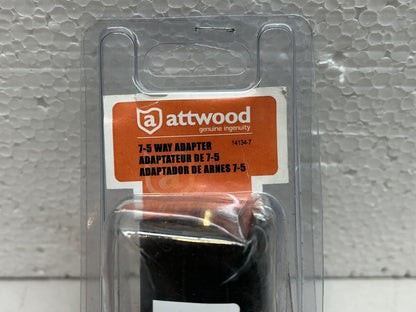 a attwood
genuine ingenuity
7-5 WAY ADAPTER 14134-7
ADAPTATEUR DE 7-5
ADAPTADOR DE ARNES 7-5